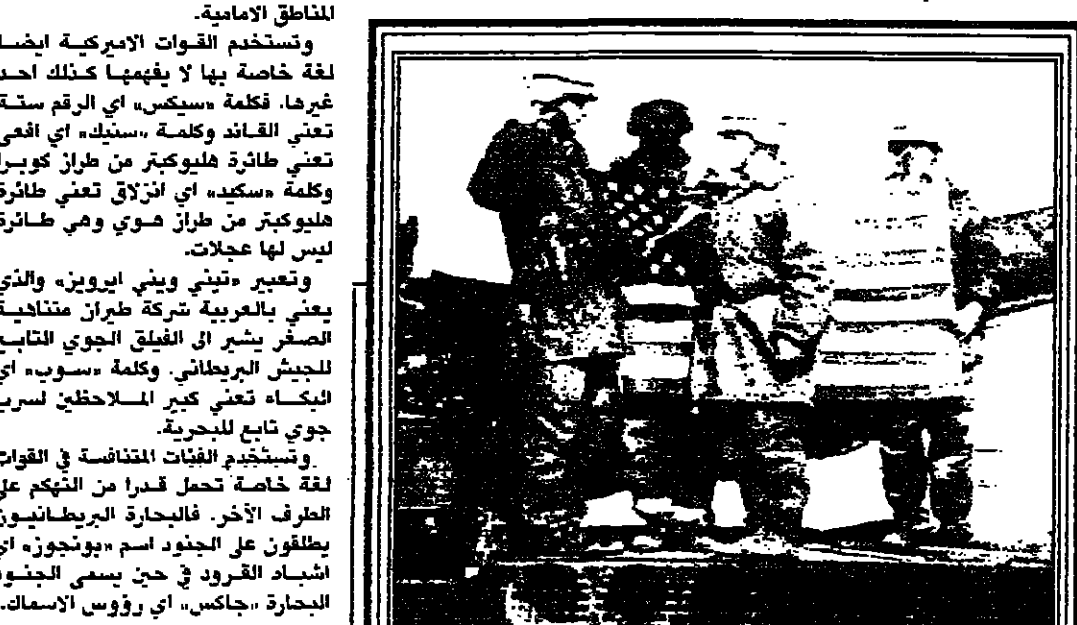 المناطق الامامية.
وتستخدم القوات الاميركية ايضا
لغة خاصة بها لا يفهمها كذلك احد
غيرها. فكلمة «سيكس» اي الرقم ستة
تعني القائد وكلمة «سنيك» اي افعى
تعني طائرة هليوكبتر من طراز كوبرا
وكلمة «سكيد» اي انزلاق تعني طائرة
هليوكبتر من طراز هوي وهي طائرة
ليس لها عجلات.
وتعبير «تيني ويني ايرويز» والذي
يعني بالعربية شركة طيران متناهية
الصغر يشير الى الفيلق الجوي التابع
للجيش البريطاني. وكلمة «سوب» اي
البكاء تعني كبير الملاحظين لسرب
جوي تابع للبحرية.
وتستخدم الفئات المتنافسة في القوات
لغة خاصة تحمل قدرا من التهكم على
الطرف الآخر. فالبحارة البريطانيون
يطلقون على الجنود اسم «بونجوز» اي
اشباه القرود في حين يسمى الجنود
البحارة «جاكس» اي رؤوس الاسماك.